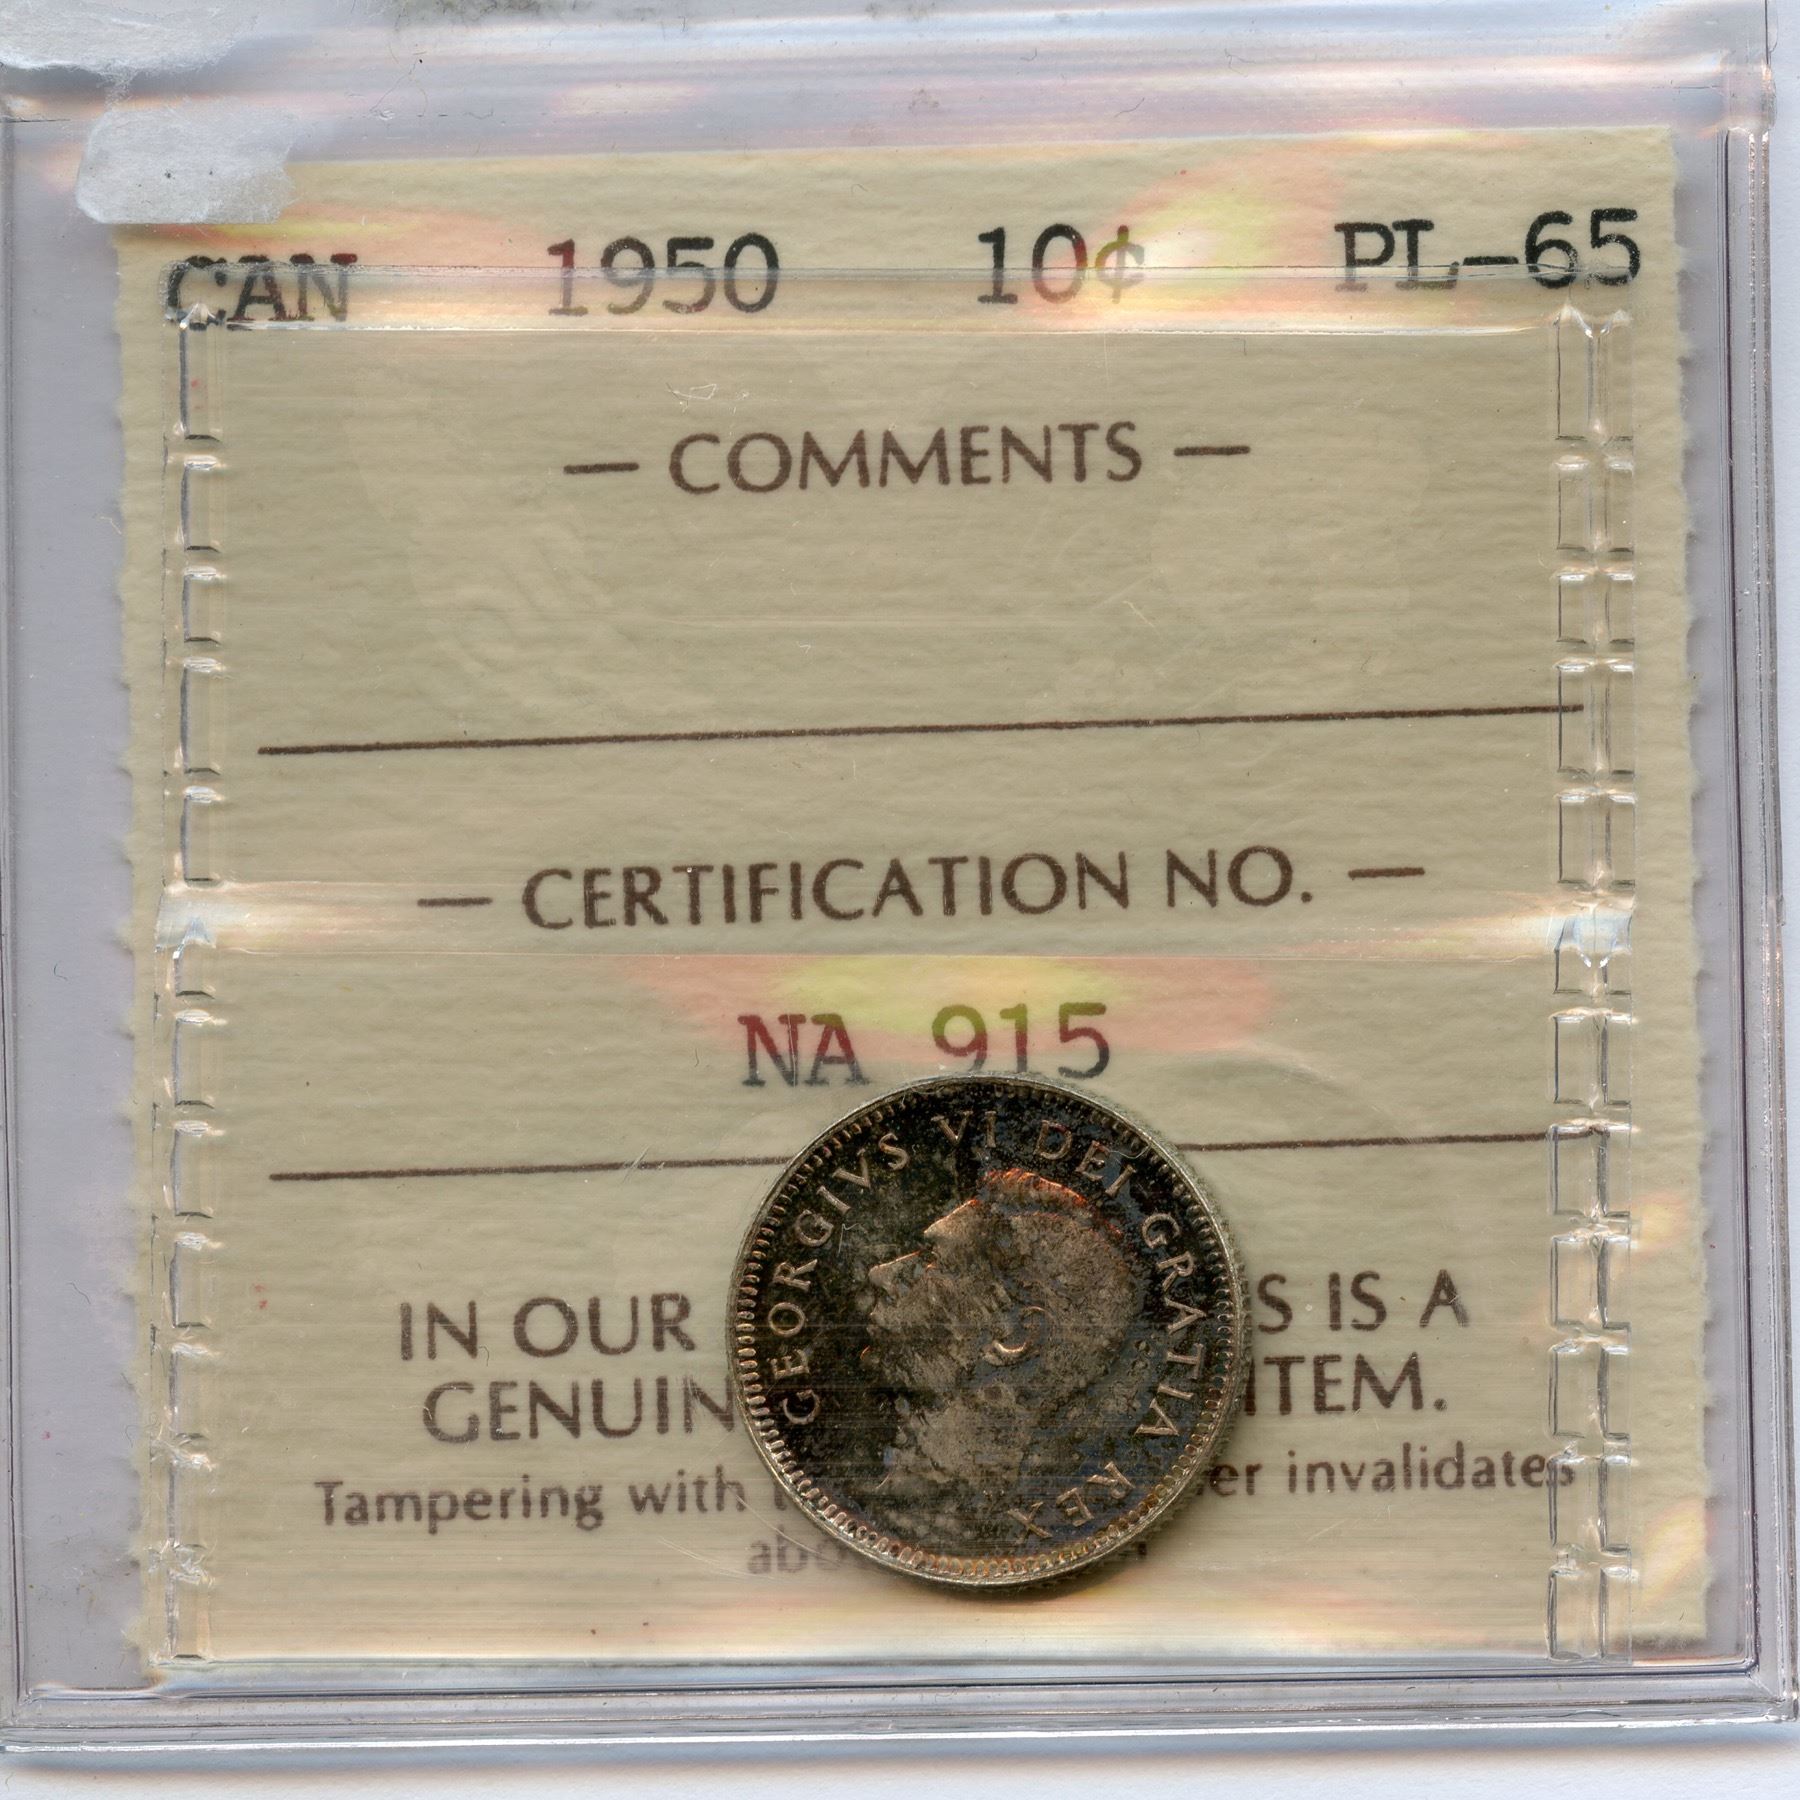 CAN 1950 10¢ PL-65
— COMMENTS —
— CERTIFICATION NO. —
NA 915
GEORGIVS VI DEI GRATIA REX
IN OUR S IS A
GENUIN ITEM.
Tampering with er invalidates